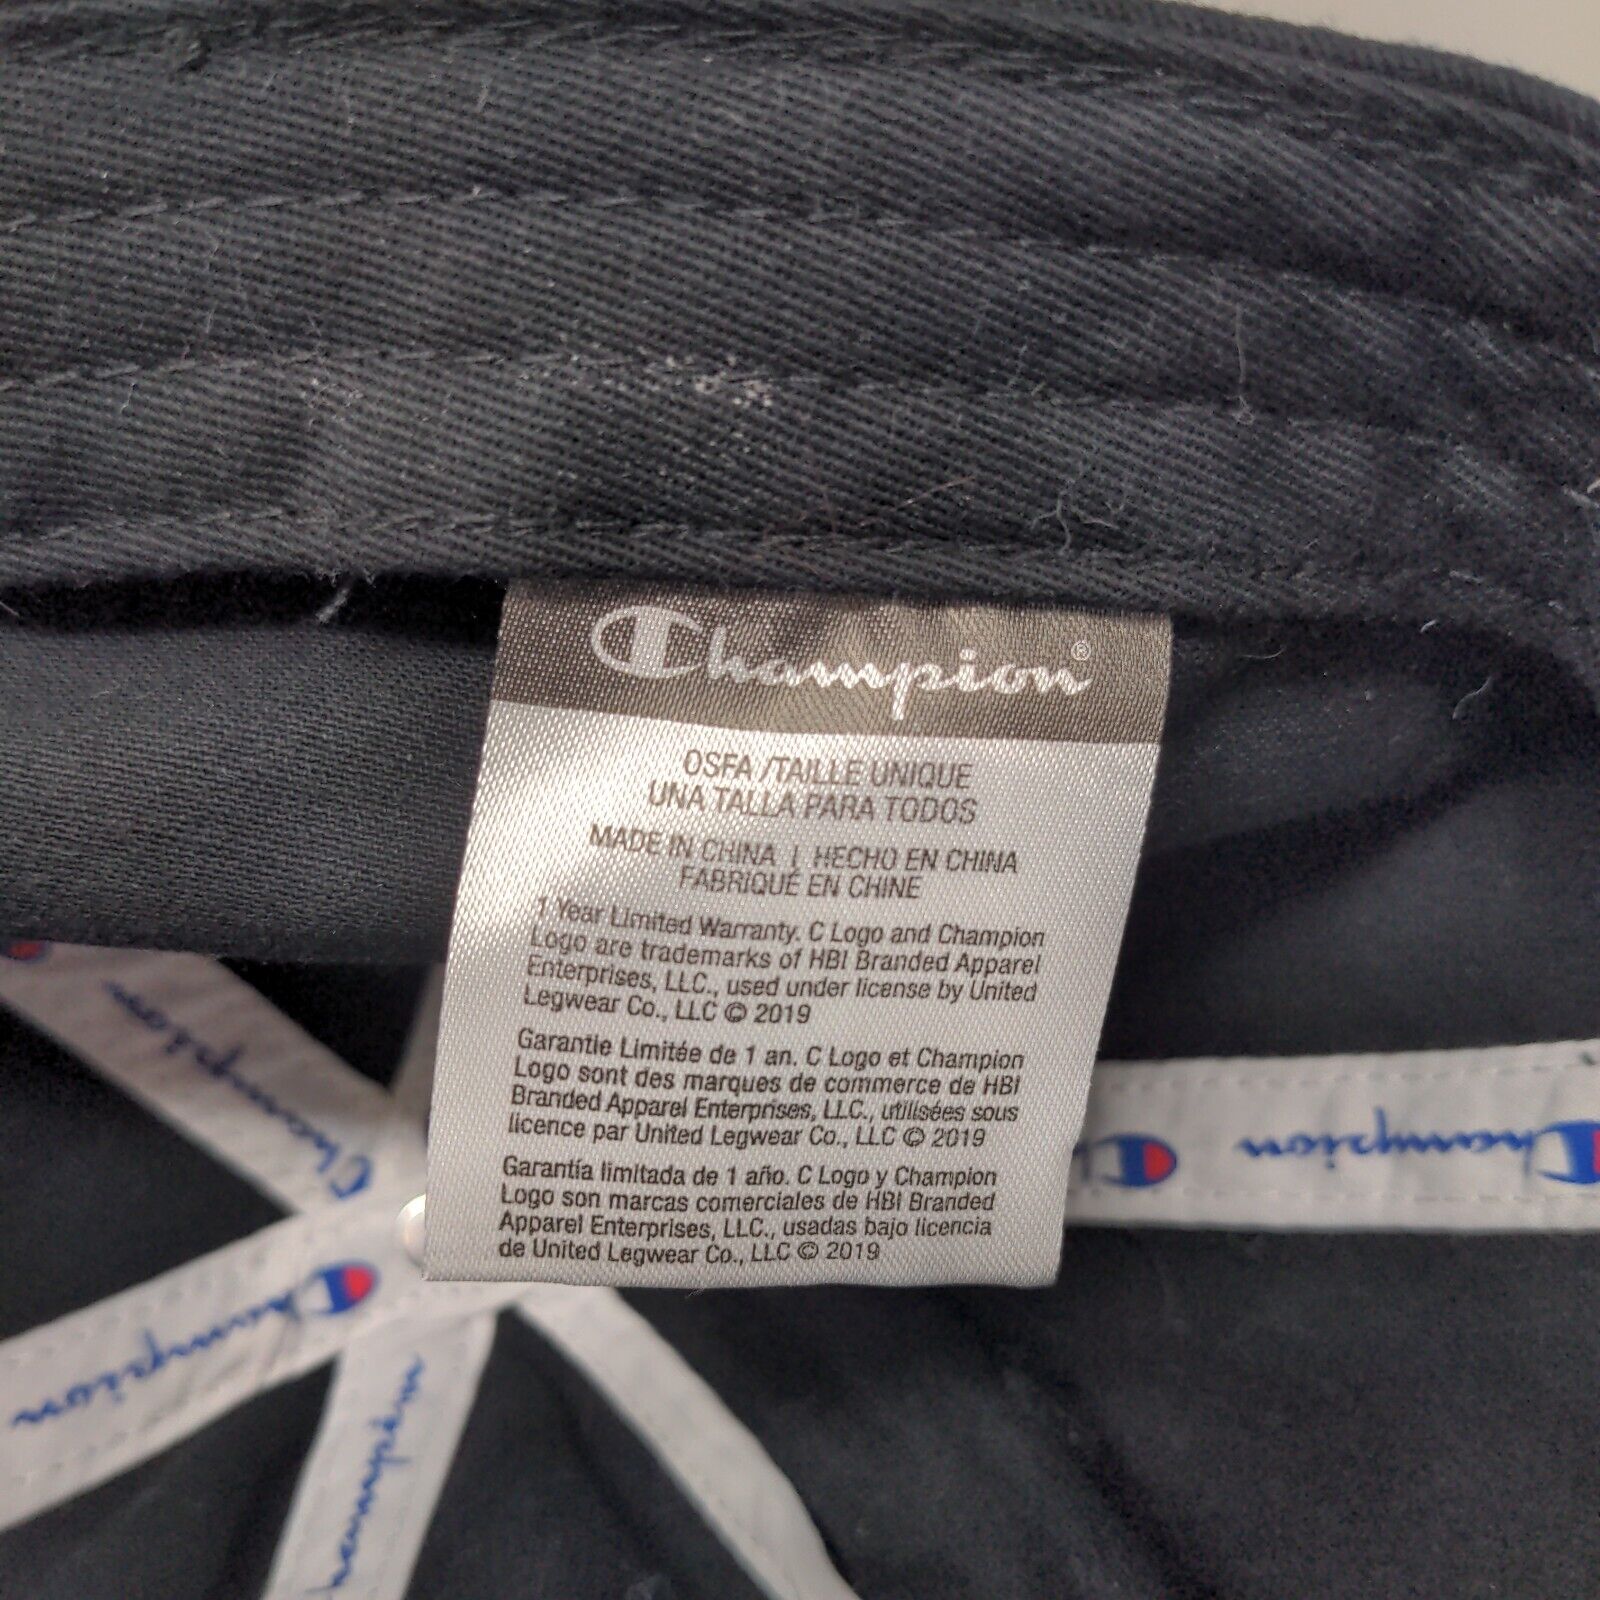 Champion®
OSFA / TAILLE UNIQUE
UNA TALLA PARA TODOS
MADE IN CHINA | HECHO EN CHINA
FABRIQUÉ EN CHINE
1 Year Limited Warranty. C Logo and Champion
Logo are trademarks of HBI Branded Apparel
Enterprises, LLC., used under license by United
Legwear Co., LLC © 2019
Garantie Limitée de 1 an. C Logo et Champion
Logo sont des marques de commerce de HBI
Branded Apparel Enterprises, LLC., utilisées sous
licence par United Legwear Co., LLC © 2019
Garantía limitada de 1 año. C Logo y Champion
Logo son marcas comerciales de HBI Branded
Apparel Enterprises, LLC., usadas bajo licencia
de United Legwear Co., LLC © 2019
Champion
Ch
Champion
Champion
Champion